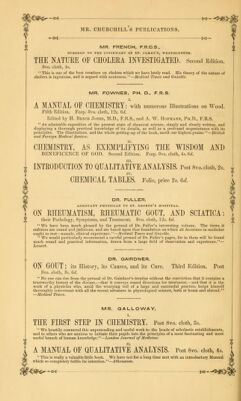 MR. CHURCHILL'S PUBLICATIONS.
MR. FRENCH, F.R.C.S.,
SURGEON TO THE INFIRMARY OF ST. JAMES'S, WESTMINSTER.
THE NATURE OF CHOLERA INVESTIGATED. Second Edition.
8vo. cloth, 4s.
"This is one of the best treatises on cholera which we have lately read. His theory of the nature of
cholera is ingenious, and is argued with acuteness."—Medical Times and Gazette.
MR. FOWNES, PH. D., F.R.S.
I.
A MANUAL OF CHEMISTRY; with numerous Illustrations on Wood.
Fifth Edition. Fcap. 8vo. cloth, 12s. 6d.
Edited by H. BENCE JONES, M.D., F.R.S., and A. W. HOFMANN, PH.D., F.R.S.
"An admirable exposition of the present state of chemical science, simply and clearly written, and
displaying a thorough practical knowledge of its details, as well as a profound acquaintance with its
principles. The illustrations, and the whole getting-up of the book, merit our highest praise."—British
and Foreign Medical Review.
II.
CHEMISTRY, AS EXEMPLIFYING THE WISDOM AND
BENEFICENCE OF GOD. Second Edition. Fcap. 8vo. cloth, 4s. 6d.
III.
INTRODUCTION TO QUALITATIVE ANALYSIS. Post 8vo. cloth, 2s.
IV.
CHEMICAL TABLES. Folio, price 2s. 6d.
DR. FULLER,
ASSISTANT PHYSICIAN TO ST. GEORGE'S HOSPITAL.
ON RHEUMATISM, RHEUMATIC GOUT, AND SCIATICA:
their Pathology, Symptoms, and Treatment. 8vo. cloth, 12s. 6d.
"We have been much pleased by the perusal of Dr. Fuller's interesting volume. The views it
enforces are sound and judicious, and are based upon that foundation on which all doctrines in medicine
ought to rest—namely, clinical experience."—Medical Times and Gazette.
"We would particularly recommend a careful perusal of Dr. Fuller's pages, for in them will be found
much sound and practical information, drawn from a large field of observation and experience."—
Lancet.
DR. GAIRDNER.
ON GOUT; its History, its Causes, and its Cure. Third Edition. Post
8vo. cloth, 8s. 6d.
"No one can rise from the perusal of Dr. Gairdner's treatise without the conviction that it contains a
trustworthy history of the disease,—that it conveys sound directions for treatment,—and that it is the
work of a physician who, amid the wearying toil of a large and successful practice, keeps himself
thoroughly conversant with all the recent advances in physiological science, both at home and abroad."
—Medical Times.
MR. GALLOWAY.
I.
THE FIRST STEP IN CHEMISTRY. Post 8vo. cloth, 5s.
"We heartily commend this unpretending and useful work to the heads of scholastic establishments,
and to others who are anxious to initiate their pupils into the principles of a most fascinating and most
useful branch of human knowledge."—London Journal of Medicine.
II.
A MANUAL OF QUALITATIVE ANALYSIS. Post 8vo. cloth, 4s.
"This is really a valuable little book. We have not for a long time met with an introductory Manual
which so completely fulfils its intention."—Athenæum.